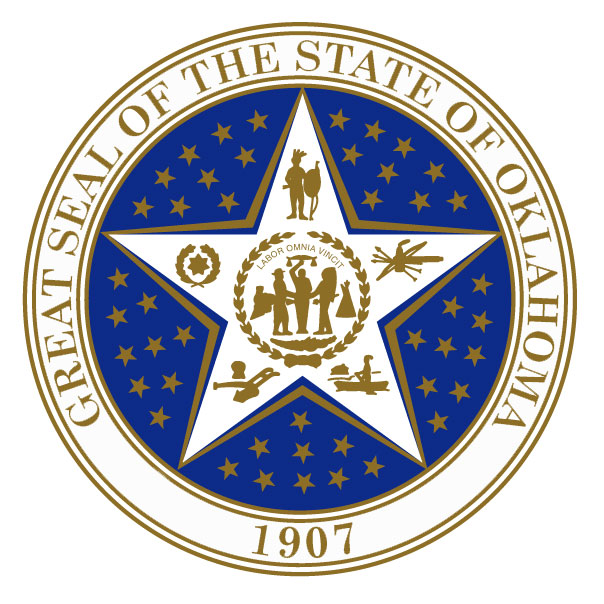 GREAT SEAL OF THE STATE OF OKLAHOMA
LABOR OMNIA VINCIT
1907